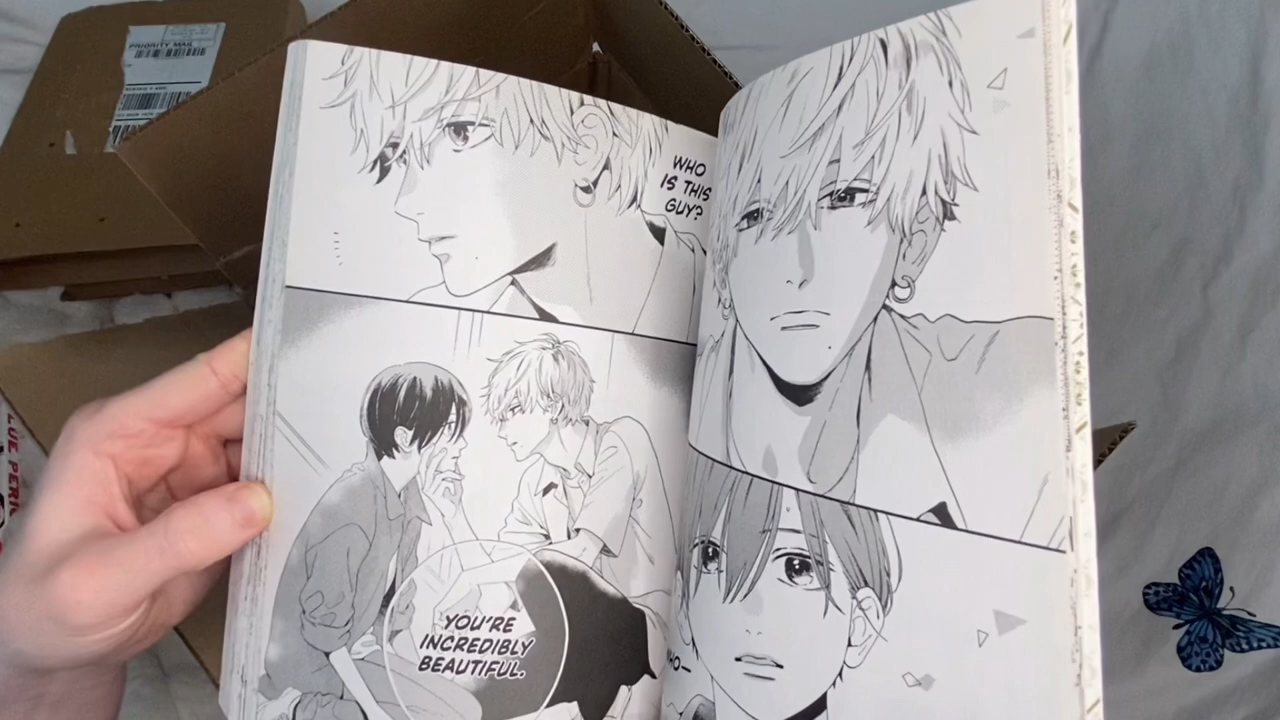 PRIORITY MAIL
WHO
IS THIS
GUY?
YOU'RE
INCREDIBLY
BEAUTIFUL.